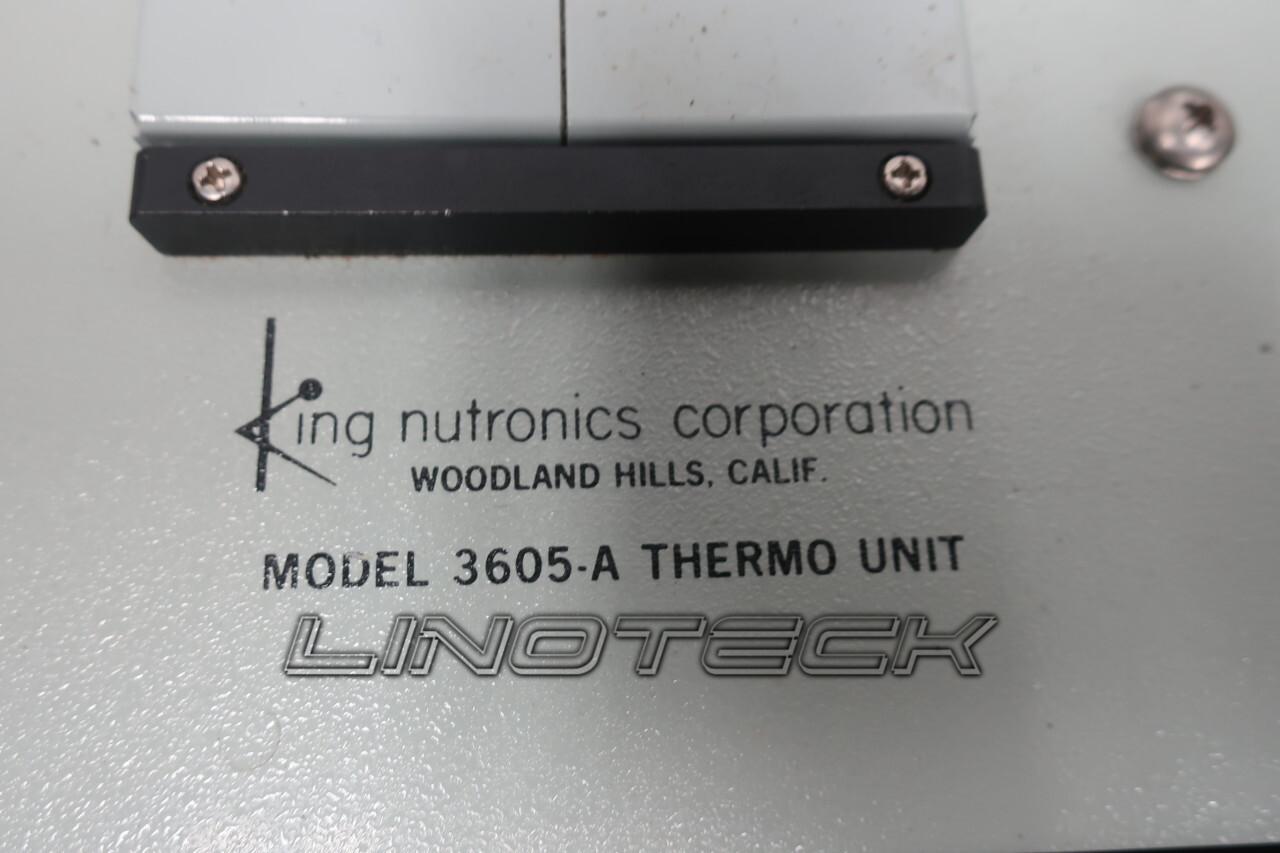 King nutronics corporation
WOODLAND HILLS, CALIF.
MODEL 3605-A THERMO UNIT
LINOTECK